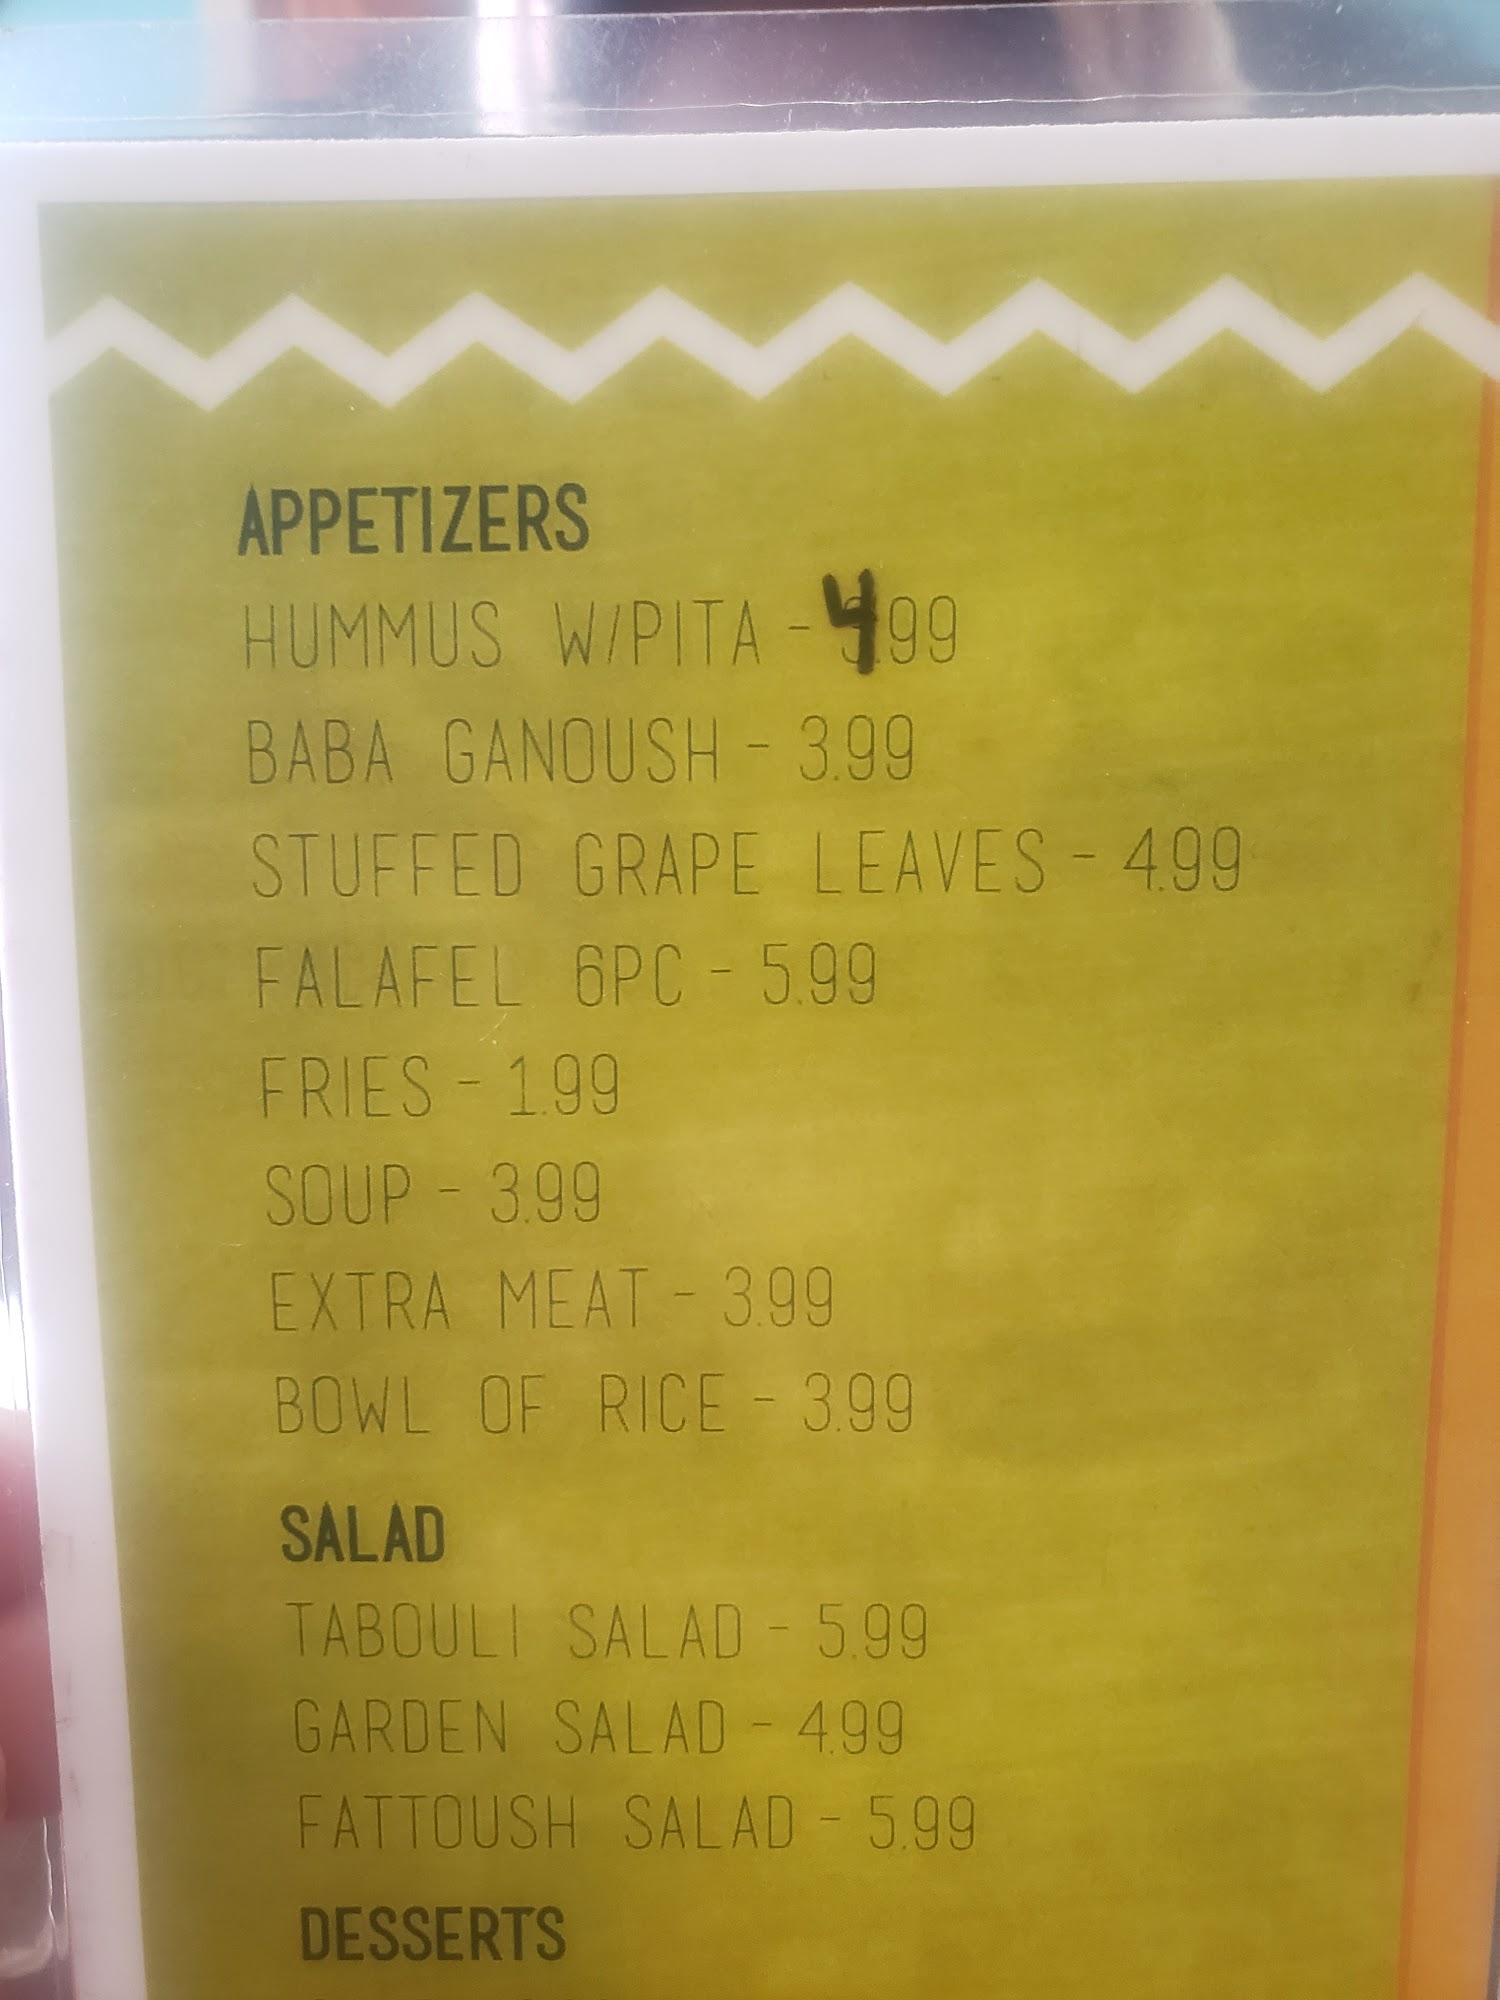 APPETIZERS
HUMMUS W/PITA - 4.99
BABA GANOUSH - 3.99
STUFFED GRAPE LEAVES - 4.99
FALAFEL 6PC - 5.99
FRIES - 1.99
SOUP - 3.99
EXTRA MEAT - 3.99
BOWL OF RICE - 3.99
SALAD
TABOULI SALAD - 5.99
GARDEN SALAD - 4.99
FATTOUSH SALAD - 5.99
DESSERTS